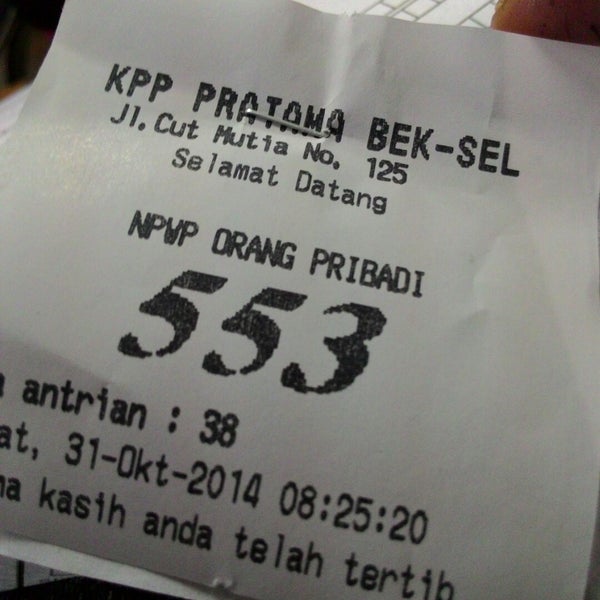 KPP PRATAMA BEK-SEL
Jl.Cut Mutia No. 125
Selamat Datang
NPWP ORANG PRIBADI
553
antrian : 38
at, 31-Okt-2014 08:25:20
ma kasih anda telah tertib